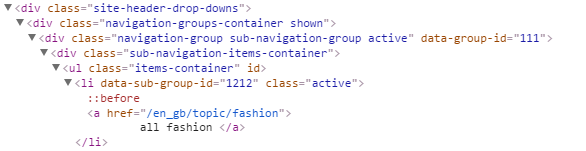 ▼<div class="site-header-drop-downs">
▼<div class="navigation-groups-container shown">
▼<div class="navigation-group sub-navigation-group active" data-group-id="111">
▼<div class="sub-navigation-items-container">
▼<ul class="items-container" id>
▼<li data-sub-group-id="1212" class="active">
::before
<a href="/en_gb/topic/fashion">
all fashion </a>
</li>